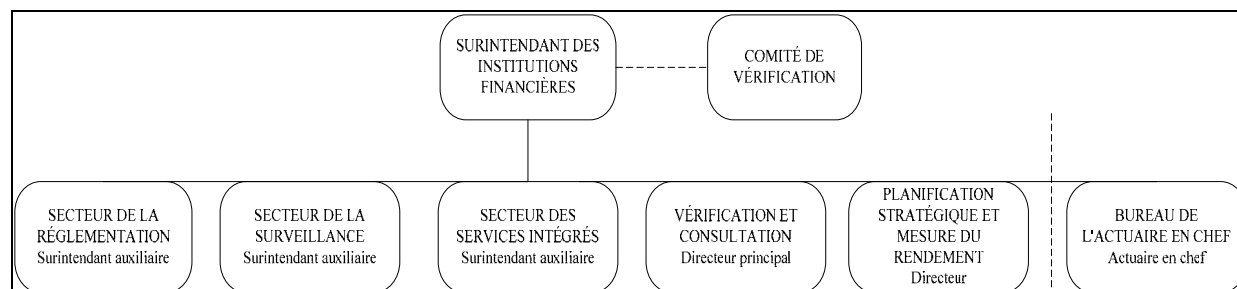 SURINTENDANT DES
INSTITUTIONS
FINANCIÈRES
COMITÉ DE
VÉRIFICATION
SECTEUR DE LA
RÉGLEMENTATION
Surintendant auxiliaire
SECTEUR DE LA
SURVEILLANCE
Surintendant auxiliaire
SECTEUR DES
SERVICES INTÉGRÉS
Surintendant auxiliaire
VÉRIFICATION ET
CONSULTATION
Directeur principal
PLANIFICATION
STRATÉGIQUE ET
MESURE DU
RENDEMENT
Directeur
BUREAU DE
L'ACTUAIRE EN CHEF
Actuaire en chef